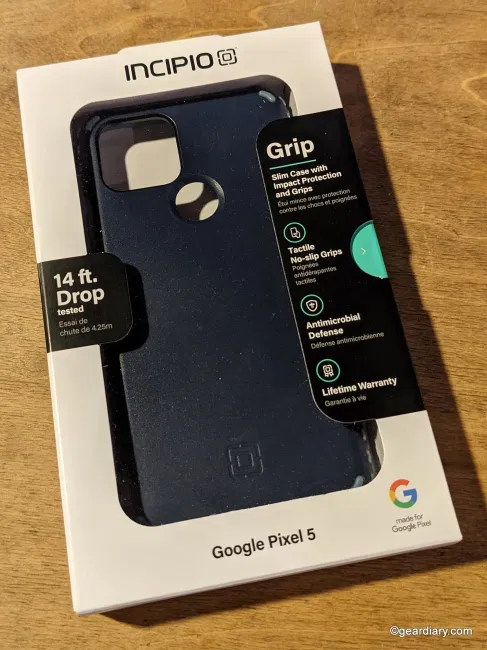 INCIPIO
Grip
Slim Case with
Impact Protection
and Grips
Étui mince avec protection
contre les chocs et poignées
Tactile
No-slip Grips
Poignées
antidérapantes
tactiles
14 ft.
Drop
tested
Essai de
chute de 4.25m
Antimicrobial
Defense
Défense antimicrobienne
Lifetime Warranty
Garantie à vie
made for
Google Pixel
Google Pixel 5
©geardiary.com